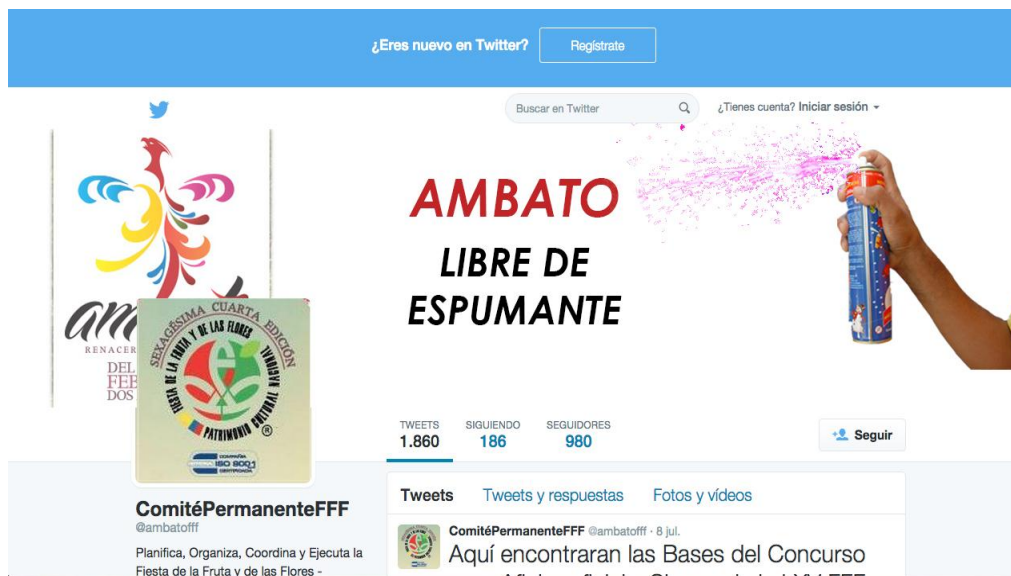 ¿Eres nuevo en Twitter?
Regístrate
Buscar en Twitter
¿Tienes cuenta? Iniciar sesión
AMBATO
LIBRE DE
ESPUMANTE
RENACER
DEL
FEB
DOS
SEXAGÉSIMA CUARTA EDICIÓN
FIESTA DE LA FRUTA Y DE LAS FLORES
PATRIMONIO CULTURAL NACIONAL
®
COMPAÑIA
ISO 9001
CERTIFICADA
TWEETS
1.860
SIGUIENDO
186
SEGUIDORES
980
Seguir
ComitéPermanenteFFF
@ambatofff
Planifica, Organiza, Coordina y Ejecuta la
Fiesta de la Fruta y de las Flores -
Tweets
Tweets y respuestas
Fotos y vídeos
ComitéPermanenteFFF @ambatofff · 8 jul.
Aquí encontraran las Bases del Concurso